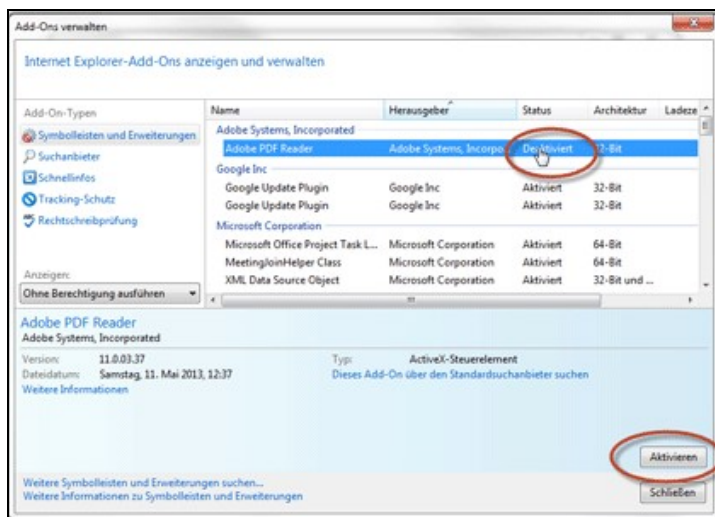 Add-Ons verwalten
Internet Explorer-Add-Ons anzeigen und verwalten
Add-On-Typen
Symbolleisten und Erweiterungen
Suchanbieter
Schnellinfos
Tracking-Schutz
Rechtschreibprüfung
Anzeigen:
Ohne Berechtigung ausführen
Name Herausgeber Status Architektur Ladeze
Adobe Systems, Incorporated
Adobe PDF Reader Adobe Systems, Incorpo 32-Bit
Google Inc
Google Update Plugin Google Inc Aktiviert 32-Bit
Google Update Plugin Google Inc Aktiviert 32-Bit
Microsoft Corporation
Microsoft Office Project Task L... Microsoft Corporation Aktiviert 64-Bit
MeetingJoinHelper Class Microsoft Corporation Aktiviert 64-Bit
XML Data Source Object Microsoft Corporation Aktiviert 32-Bit und ...
Adobe PDF Reader
Adobe Systems, Incorporated
Version: 11.0.03.37 Typ: ActiveX-Steuerelement
Dateidatum: Samstag, 11. Mai 2013, 12:37 Dieses Add-On über den Standardsuchanbieter suchen
Weitere Informationen
Aktivieren
Weitere Symbolleisten und Erweiterungen suchen...
Weitere Informationen zu Symbolleisten und Erweiterungen
Schließen